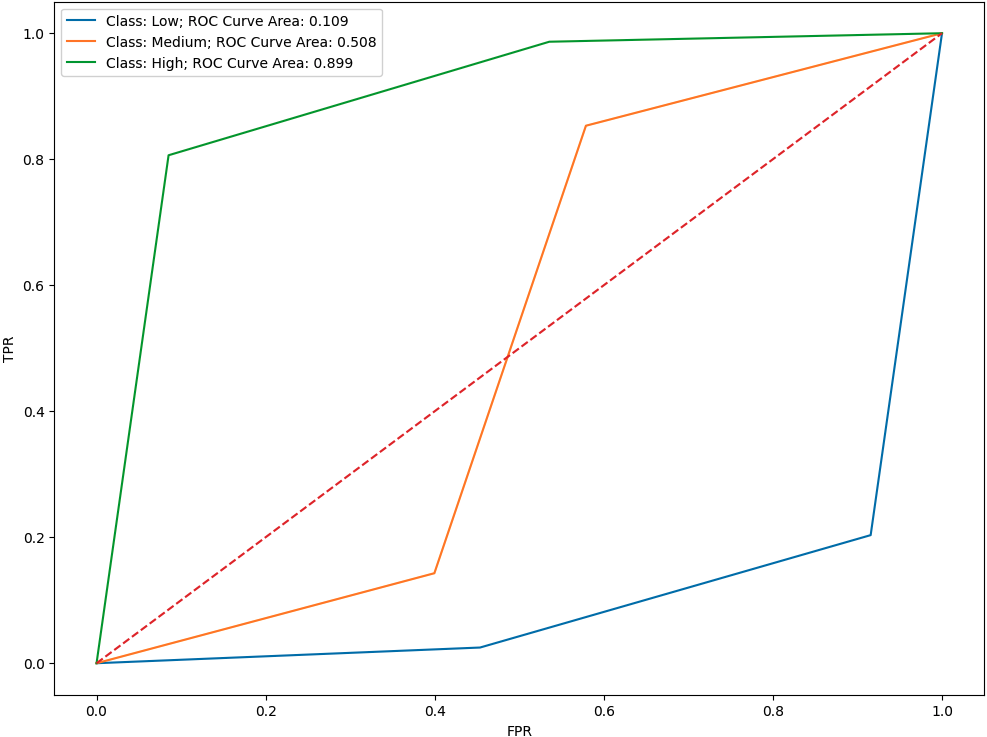 Class: Low; ROC Curve Area: 0.109
Class: Medium; ROC Curve Area: 0.508
Class: High; ROC Curve Area: 0.899
1.0
0.8
0.6
0.4
0.2
0.0
TPR
0.0 0.2 0.4 0.6 0.8 1.0
FPR